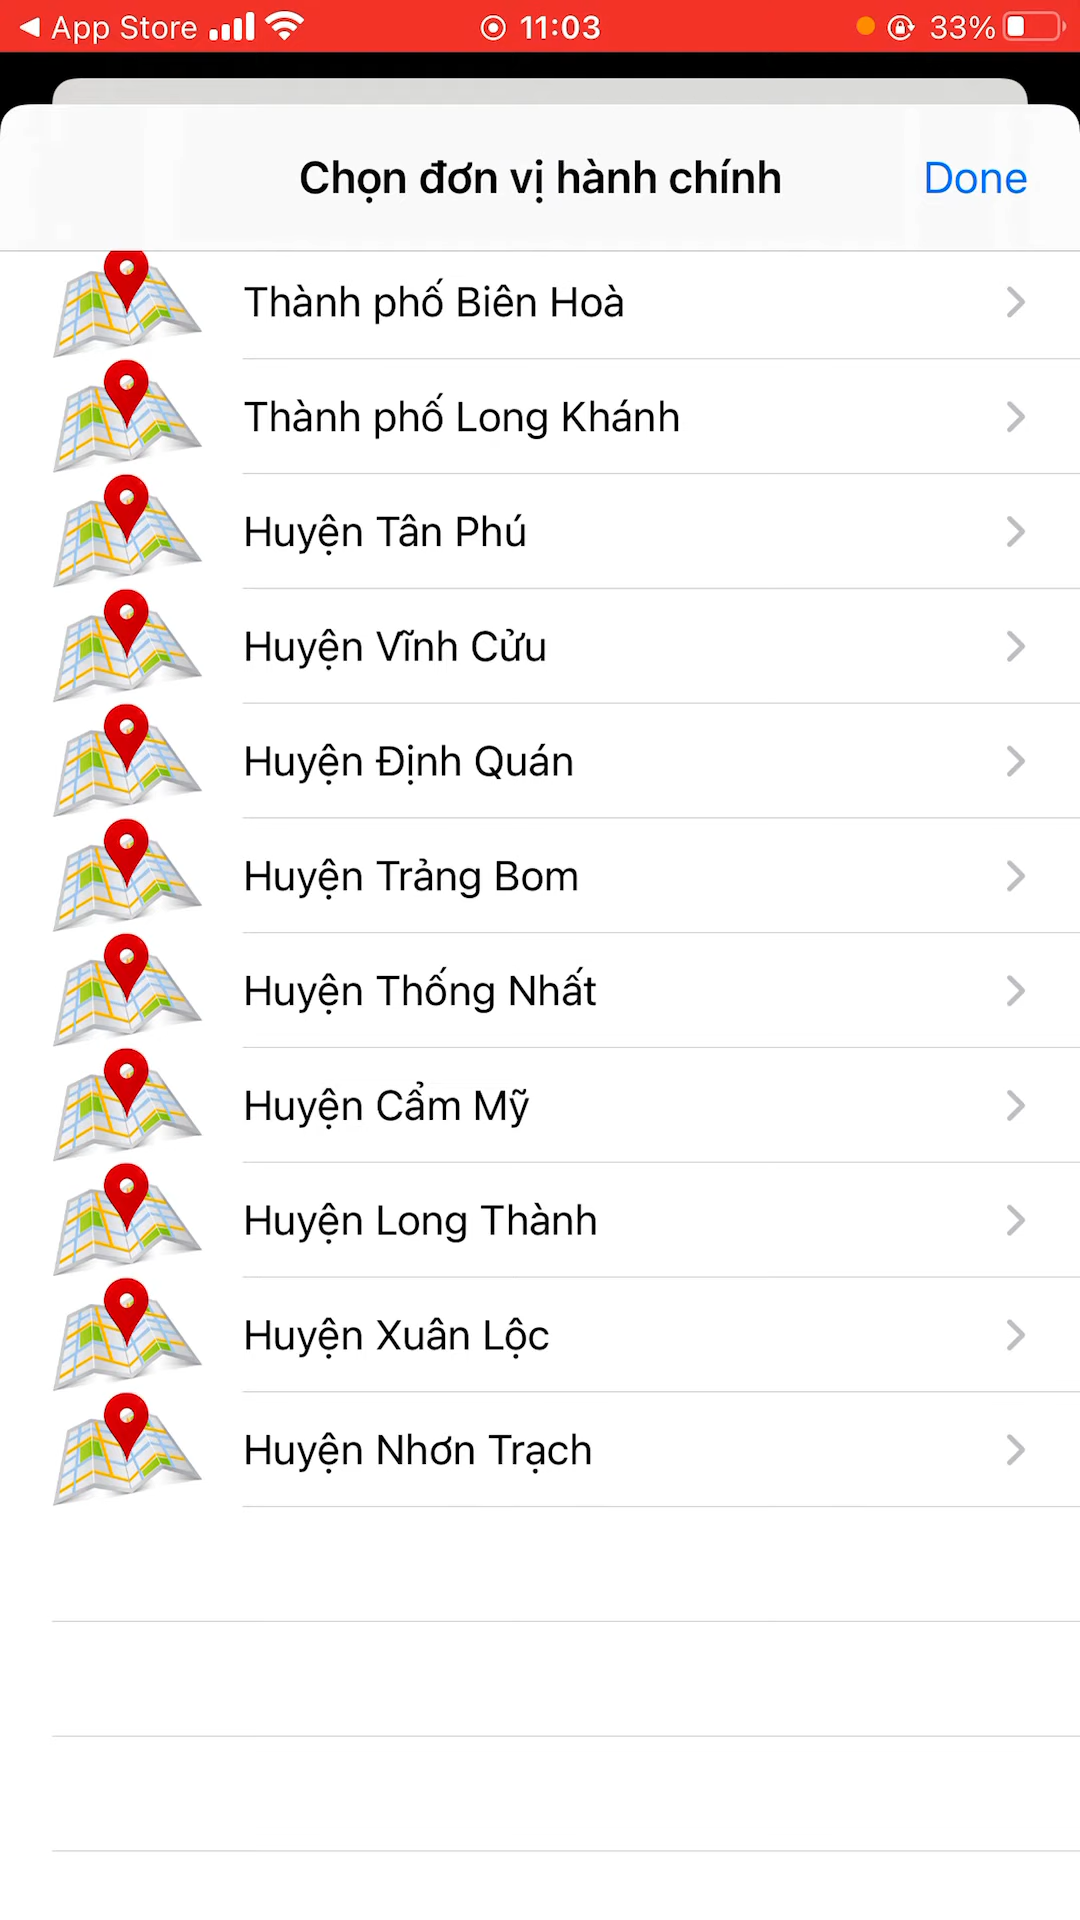 App Store 11:03 33%
Chọn đơn vị hành chính Done
Thành phố Biên Hoà
Thành phố Long Khánh
Huyện Tân Phú
Huyện Vĩnh Cửu
Huyện Định Quán
Huyện Trảng Bom
Huyện Thống Nhất
Huyện Cẩm Mỹ
Huyện Long Thành
Huyện Xuân Lộc
Huyện Nhơn Trạch